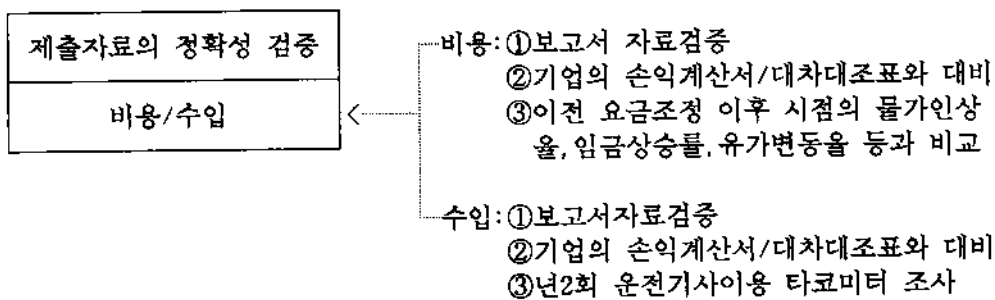 제출자료의 정확성 검증
비용/수입
비용:①보고서 자료검증
②기업의 손익계산서/대차대조표와 대비
③이전 요금조정 이후 시점의 물가인상
율,임금상승률,유가변동율 등과 비교
수입:①보고서자료검증
②기업의 손익계산서/대차대조표와 대비
③년2회 운전기사이용 타코미터 조사